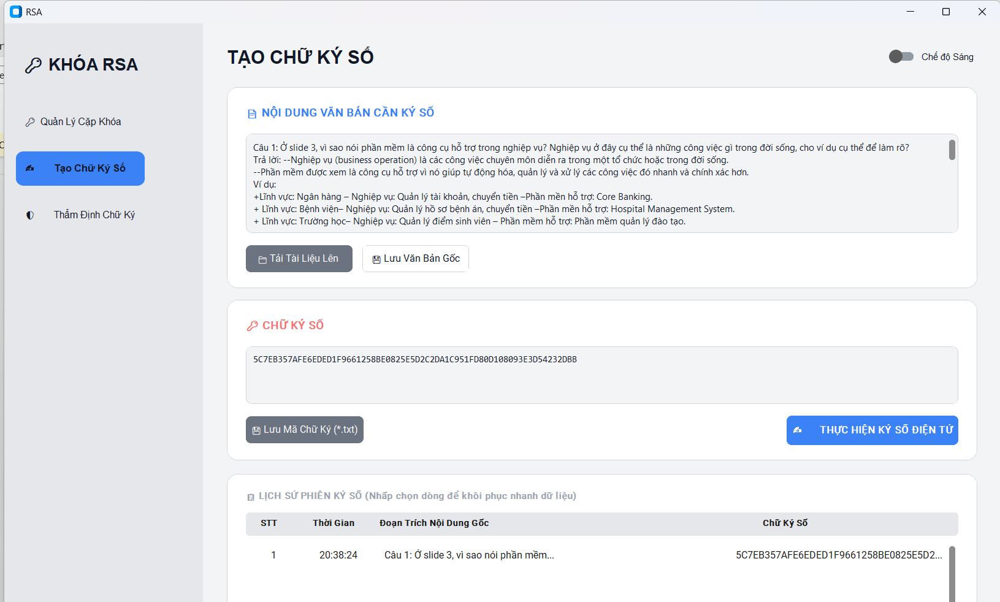 RSA
KHÓA RSA
Quản Lý Cặp Khóa
Tạo Chữ Ký Số
Thẩm Định Chữ Ký
TẠO CHỮ KÝ SỐ
Chế độ Sáng
NỘI DUNG VĂN BẢN CẦN KÝ SỐ
Câu 1: Ở slide 3, vì sao nói phần mềm là công cụ hỗ trợ trong nghiệp vụ? Nghiệp vụ ở đây cụ thể là những công việc gì trong đời sống, cho ví dụ cụ thể để làm rõ?
Trả lời: --Nghiệp vụ (business operation) là các công việc chuyên môn diễn ra trong một tổ chức hoặc trong đời sống.
--Phần mềm được xem là công cụ hỗ trợ vì nó giúp tự động hóa, quản lý và xử lý các công việc đó nhanh và chính xác hơn.
Ví dụ:
+Lĩnh vực: Ngân hàng – Nghiệp vụ: Quản lý tài khoản, chuyển tiền –Phần mền hỗ trợ: Core Banking.
+ Lĩnh vực: Bệnh viện– Nghiệp vụ: Quản lý hồ sơ bệnh án, chuyển tiền –Phần mền hỗ trợ: Hospital Management System.
+ Lĩnh vực: Trường học– Nghiệp vụ: Quản lý điểm sinh viên – Phần mềm hỗ trợ: Phần mềm quản lý đào tạo.
Tải Tài Liệu Lên
Lưu Văn Bản Gốc
CHỮ KÝ SỐ
5C7EB357AFE6EDED1F9661258BE0825E5D2C2DA1C951FD80D108093E3D54232DBB
Lưu Mã Chữ Ký (*.txt)
THỰC HIỆN KÝ SỐ ĐIỆN TỬ
LỊCH SỬ PHIÊN KÝ SỐ (Nhấp chọn dòng để khôi phục nhanh dữ liệu)
STT Thời Gian Đoạn Trích Nội Dung Gốc Chữ Ký Số
1 20:38:24 Câu 1: Ở slide 3, vì sao nói phần mềm... 5C7EB357AFE6EDED1F9661258BE0825E5D2...